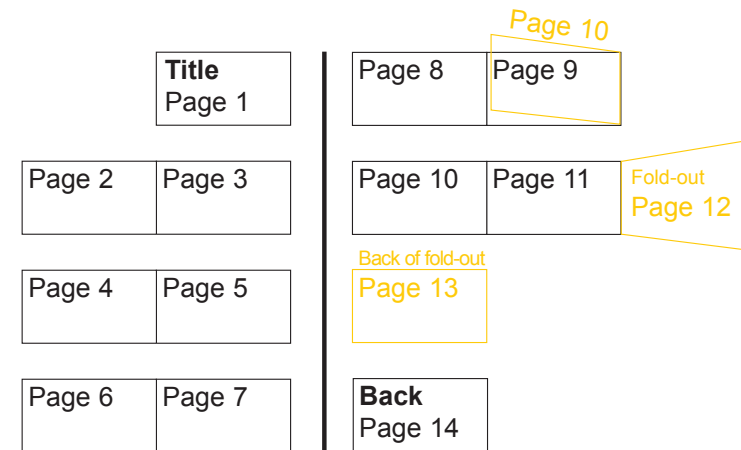 Title
Page 1
Page 2 Page 3
Page 4 Page 5
Page 6 Page 7
Page 10
Page 8 Page 9
Page 10 Page 11
Fold-out
Page 12
Back of fold-out
Page 13
Back
Page 14